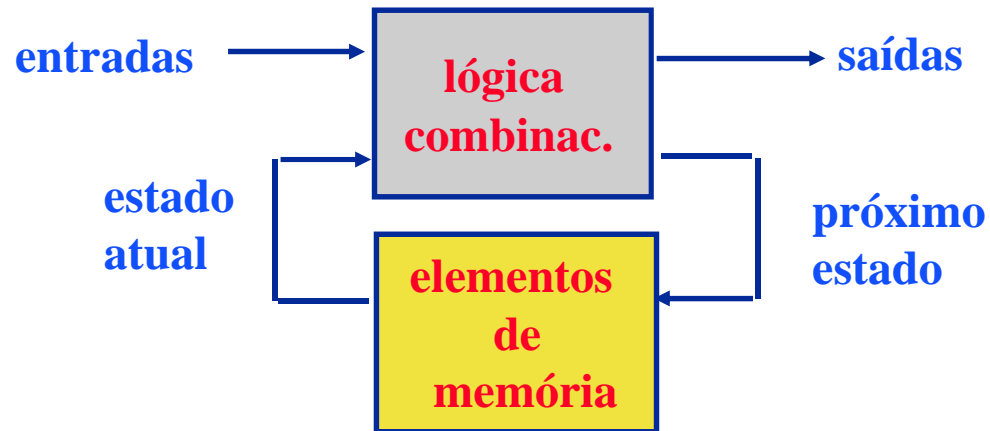 entradas
lógica
combinac.
saídas
estado
atual
próximo
estado
elementos
de
memória